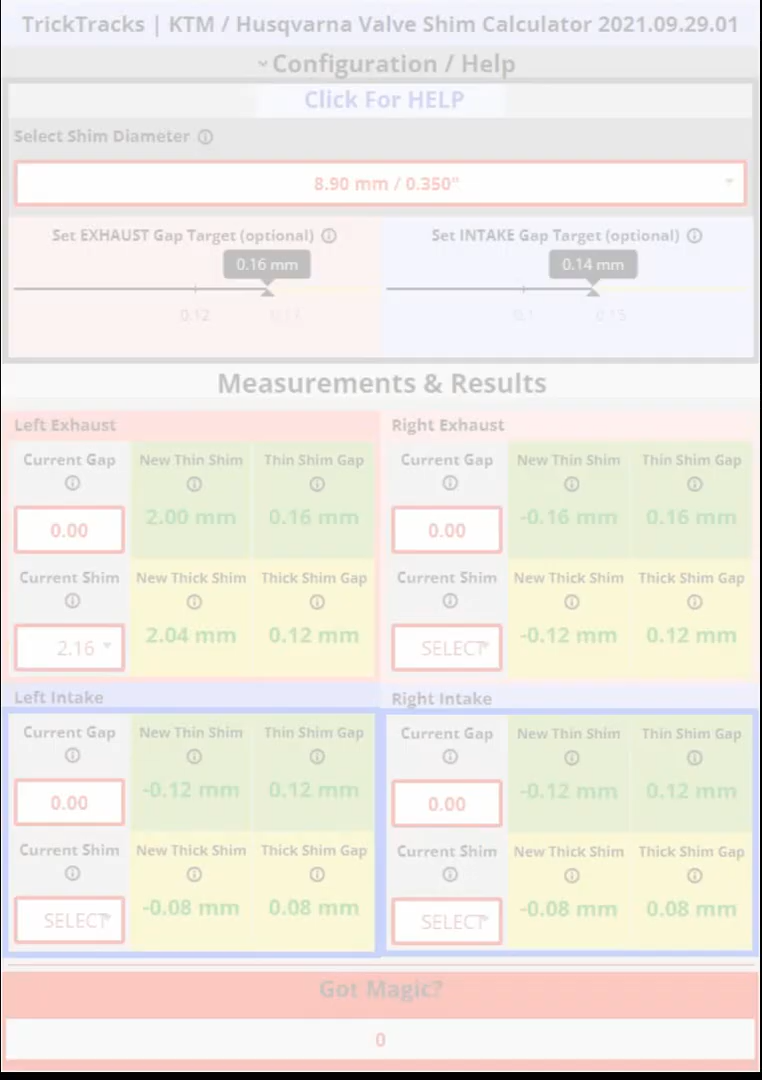 TrickTracks | KTM / Husqvarna Valve Shim Calculator 2021.09.29.01
Configuration / Help
Click For HELP
Select Shim Diameter
8.90 mm / 0.350"
Set EXHAUST Gap Target (optional) Set INTAKE Gap Target (optional)
0.16 mm 0.14 mm
0.12 0.17 0.1 0.15
Measurements & Results
Left Exhaust Right Exhaust
Current Gap New Thin Shim Thin Shim Gap Current Gap New Thin Shim Thin Shim Gap
0.00 2.00 mm 0.16 mm 0.00 -0.16 mm 0.16 mm
Current Shim New Thick Shim Thick Shim Gap Current Shim New Thick Shim Thick Shim Gap
2.16 2.04 mm 0.12 mm SELECT -0.12 mm 0.12 mm
Left Intake Right Intake
Current Gap New Thin Shim Thin Shim Gap Current Gap New Thin Shim Thin Shim Gap
0.00 -0.12 mm 0.12 mm 0.00 -0.12 mm 0.12 mm
Current Shim New Thick Shim Thick Shim Gap Current Shim New Thick Shim Thick Shim Gap
SELECT -0.08 mm 0.08 mm SELECT -0.08 mm 0.08 mm
Got Magic?
0